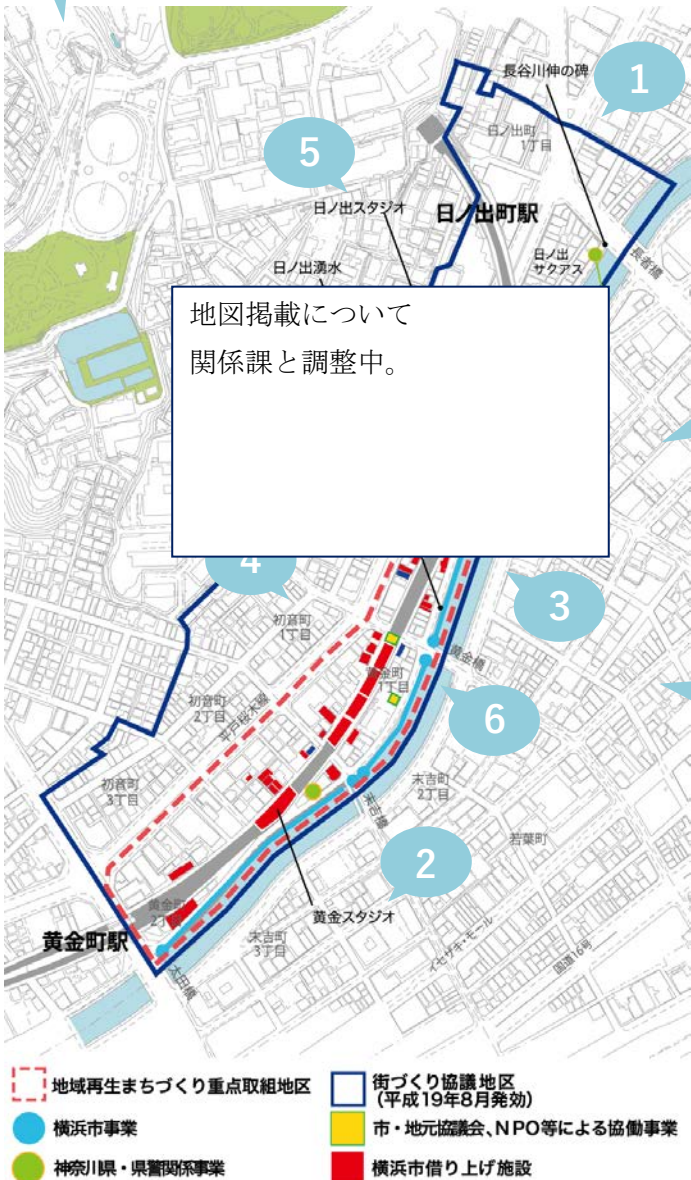 長谷川伸の碑
1
日ノ出町
1丁目
5
日ノ出スタジオ
日ノ出町駅
日ノ出湧水
日ノ出
サクアス
長者橋
地図掲載について
関係課と調整中。
4
3
初音町
1丁目
黄金橋
黄金町
1丁目
初音町
2丁目
平戸桜木線
6
初音町
3丁目
末吉町
2丁目
末吉橋
若葉町
2
黄金町
2丁目
黄金スタジオ
黄金町駅
末吉町
3丁目
イセザキ・モール
国道16号
太田橋
地域再生まちづくり重点取組地区
街づくり協議地区
(平成19年8月発効)
横浜市事業
市・地元協議会、NPO等による協働事業
神奈川県・県警関係事業
横浜市借り上げ施設